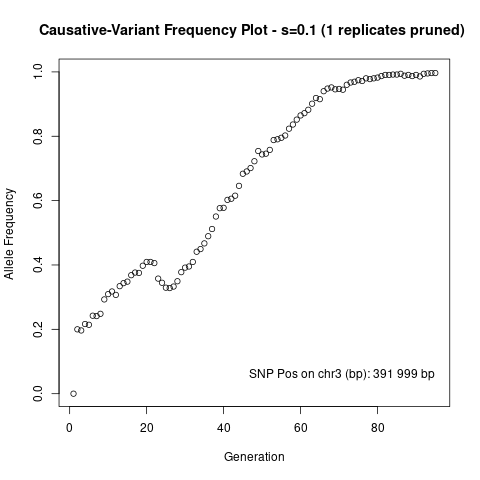 Causative-Variant Frequency Plot - s=0.1 (1 replicates pruned)
1.0
0.8
0.6
0.4
0.2
0.0
Allele Frequency
SNP Pos on chr3 (bp): 391 999 bp
0 20 40 60 80
Generation